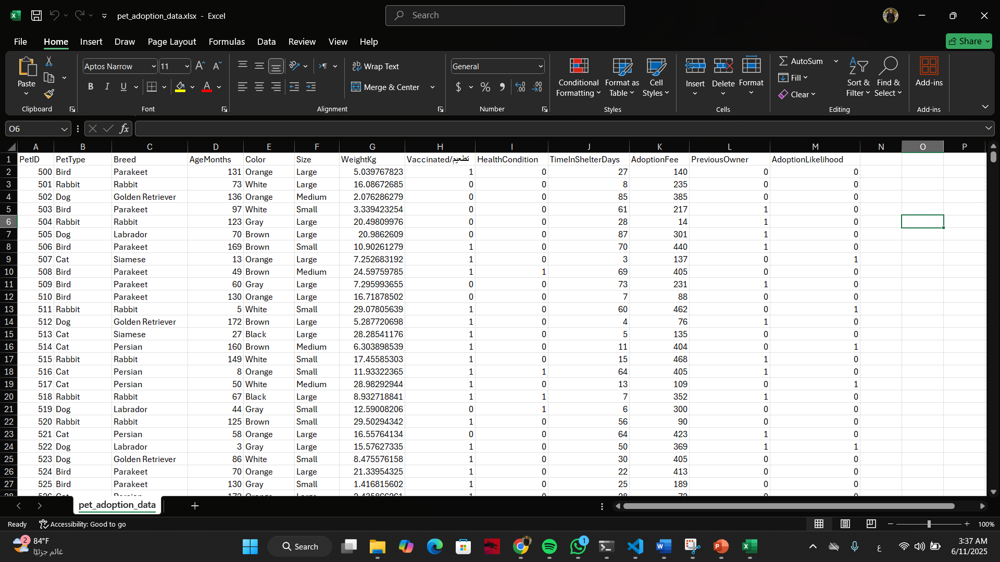 pet_adoption_data.xlsx - Excel
Search
File Home Insert Draw Page Layout Formulas Data Review View Help
Share
Paste
Clipboard
Aptos Narrow 11
B I U
Font
Wrap Text
Merge & Center
Alignment
General
$ % 9 .00
Number
Conditional Formatting
Format as Table
Cell Styles
Styles
Insert
Delete
Format
Cells
AutoSum
Fill
Clear
Sort & Filter
Find & Select
Editing
Add-ins
Add-ins
O6
fx
A B C D E F G H I J K L M N O P
1 PetID PetType Breed AgeMonths Color Size WeightKg Vaccinated/تطعيم HealthCondition TimeInShelterDays AdoptionFee PreviousOwner AdoptionLikelihood
2 500 Bird Parakeet 131 Orange Large 5.039767823 1 0 27 140 0 0
3 501 Rabbit Rabbit 73 White Large 16.08672685 0 0 8 235 0 0
4 502 Dog Golden Retriever 136 Orange Medium 2.076286279 0 0 85 385 0 0
5 503 Bird Parakeet 97 White Small 3.339423254 0 0 61 217 1 0
6 504 Rabbit Rabbit 123 Gray Large 20.49809976 0 0 28 14 1 0
7 505 Dog Labrador 70 Brown Large 20.9862609 0 0 87 301 1 0
8 506 Bird Parakeet 169 Brown Small 10.90261279 1 0 70 440 1 0
9 507 Cat Siamese 13 Orange Large 7.252683192 1 0 3 137 0 1
10 508 Bird Parakeet 49 Brown Medium 24.59759785 1 1 69 405 0 0
11 509 Bird Parakeet 60 Gray Large 7.295993655 0 0 73 231 1 0
12 510 Bird Parakeet 130 Orange Large 16.71878502 0 0 7 88 0 0
13 511 Rabbit Rabbit 5 White Small 29.07805639 1 0 60 462 0 1
14 512 Dog Golden Retriever 172 Brown Large 5.287720698 1 0 4 76 1 0
15 513 Cat Siamese 27 Black Large 28.28541176 1 0 5 135 0 0
16 514 Cat Persian 160 Brown Medium 6.303898539 1 0 11 404 0 1
17 515 Rabbit Rabbit 149 White Small 17.45585303 1 0 15 468 1 0
18 516 Cat Persian 8 Orange Small 11.93322365 1 1 64 405 1 0
19 517 Cat Persian 50 White Medium 28.98292944 1 0 13 109 0 1
20 518 Rabbit Rabbit 67 Black Large 8.932718841 1 1 7 352 1 0
21 519 Dog Labrador 44 Gray Small 12.59008206 0 1 6 300 0 0
22 520 Rabbit Rabbit 125 Brown Small 29.50294342 1 0 56 90 0 0
23 521 Cat Persian 58 Orange Large 16.55764134 0 0 64 423 1 0
24 522 Dog Labrador 3 Gray Large 15.57627335 1 0 50 369 1 1
25 523 Dog Golden Retriever 86 White Small 8.475576158 1 0 30 405 0 0
26 524 Bird Parakeet 70 Orange Large 21.33954325 1 0 22 413 0 0
27 525 Bird Parakeet 130 Gray Small 1.416815602 1 0 25 189 0 0
pet_adoption_data
Ready Accessibility: Good to go 100%
2 84°F
غائم جزئيًا
Search
1
ع
3:37 AM
6/11/2025